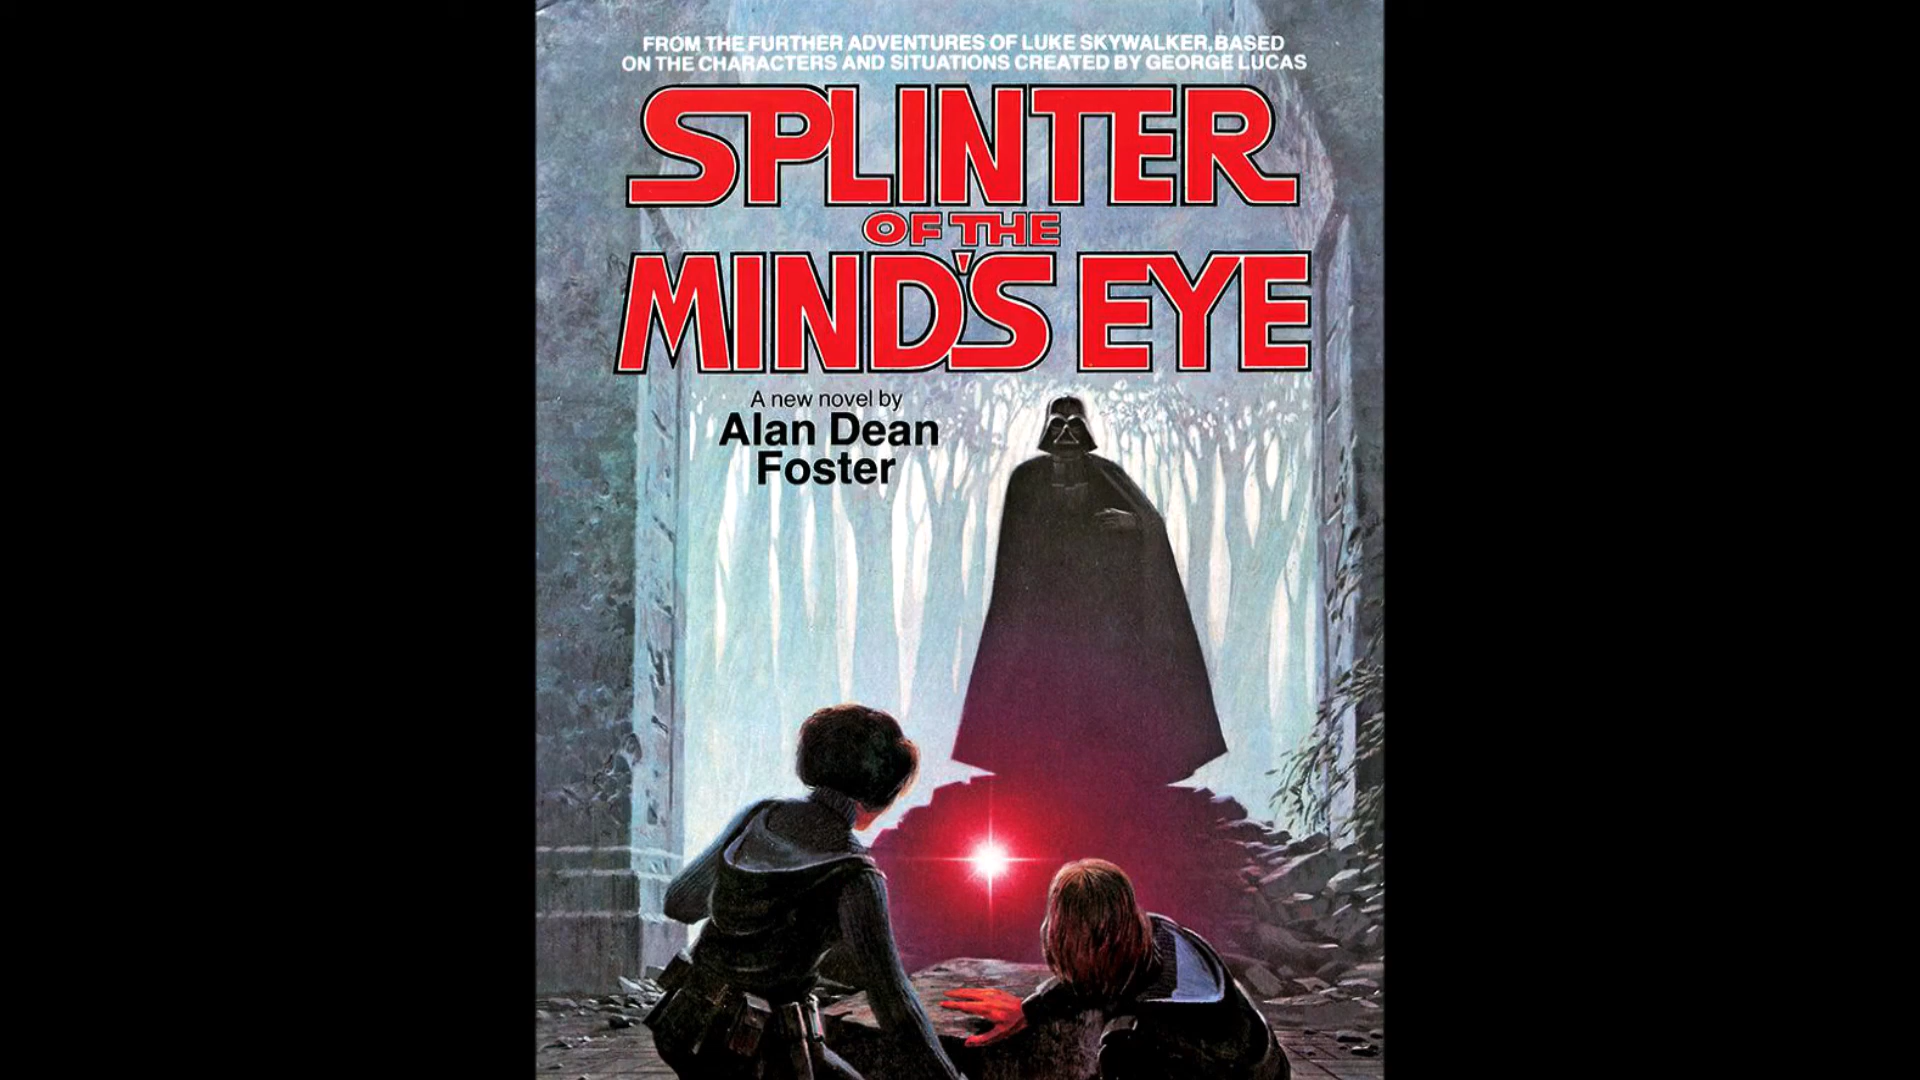 FROM THE FURTHER ADVENTURES OF LUKE SKYWALKER, BASED
ON THE CHARACTERS AND SITUATIONS CREATED BY GEORGE LUCAS
SPLINTER
OF THE
MIND'S EYE
A new novel by
Alan Dean
Foster